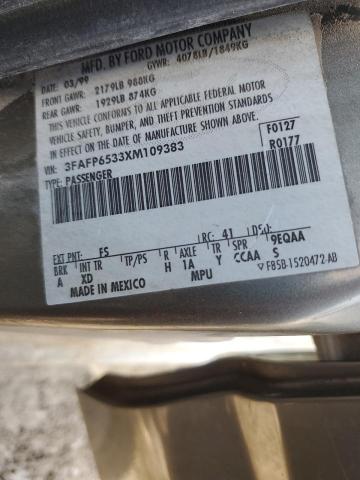 MFD. BY FORD MOTOR COMPANY
03/99 GVWR: 4078LB/1849KG
FRONT GAWR: 2179LB 988KG
REAR GAWR: 1929LB 874KG
THIS VEHICLE CONFORMS TO ALL APPLICABLE FEDERAL MOTOR
VEHICLE SAFETY, BUMPER, AND THEFT PREVENTION STANDARDS
IN EFFECT ON THE DATE OF MANUFACTURE SHOWN ABOVE.
VIN: 3FAFP6533XM109383 F0127
TYPE: PASSENGER R0177
EXT PNT: FS RC: 41 DSO:
BRK INT TR TP/PS R AXLE TR SPR 9EQAA
A XD H 1A Y CCAA S
MADE IN MEXICO MPU ▽F85B-1520472-AB